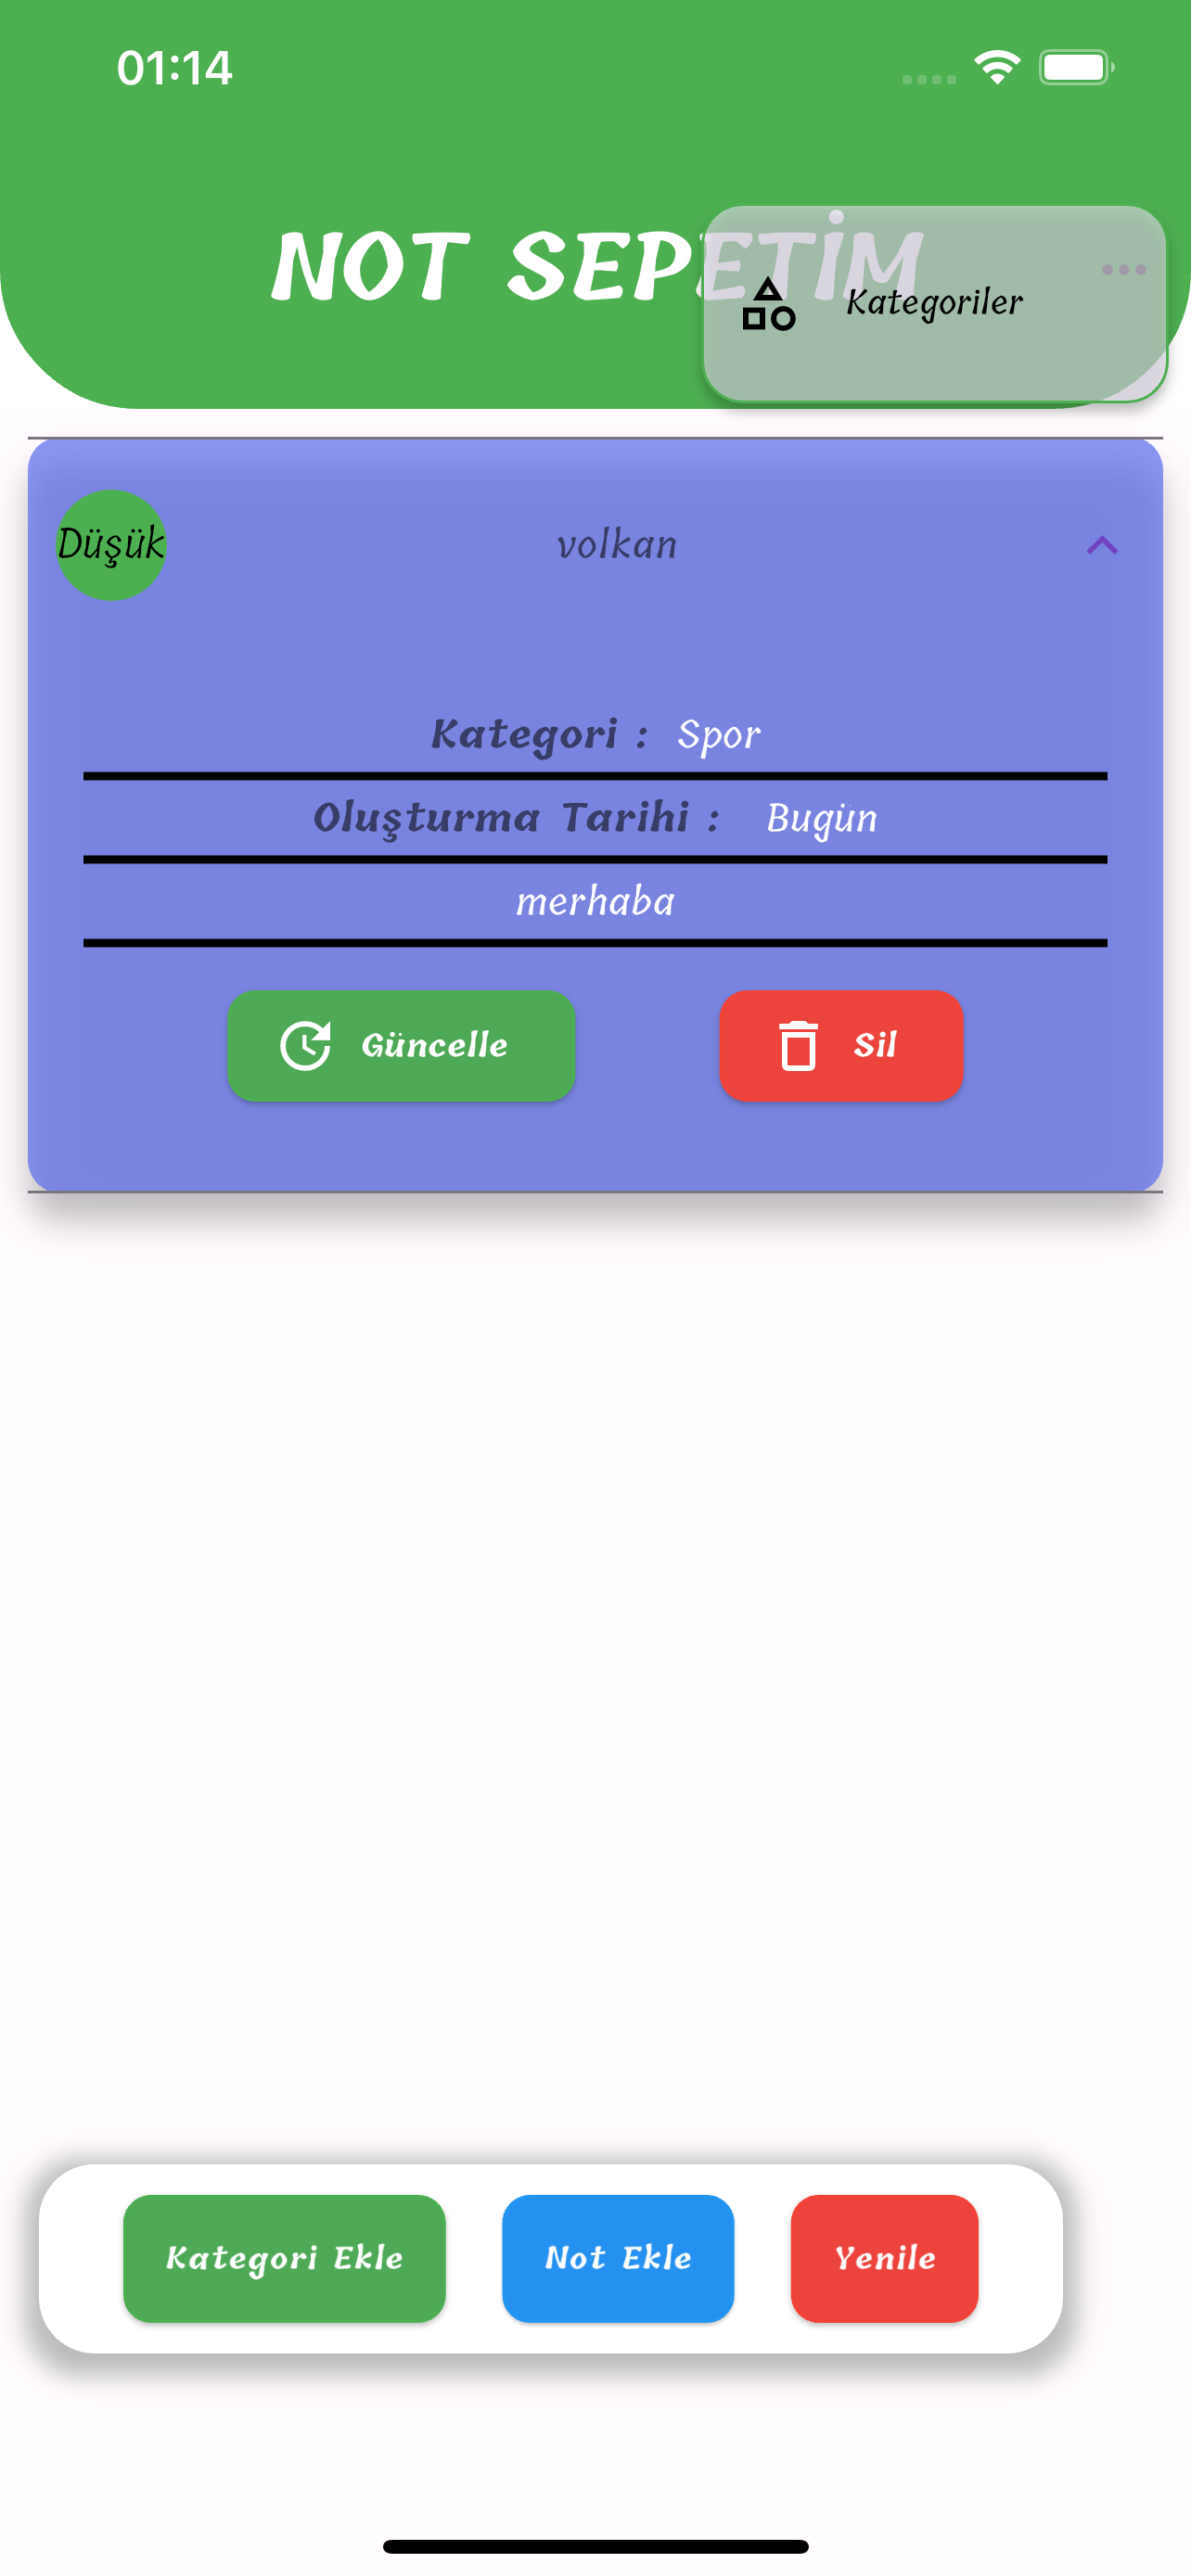 01:14
NOT SEPETİM
Kategoriler
Düşük
volkan
Kategori : Spor
Oluşturma Tarihi : Bugün
merhaba
Güncelle
Sil
Kategori Ekle
Not Ekle
Yenile